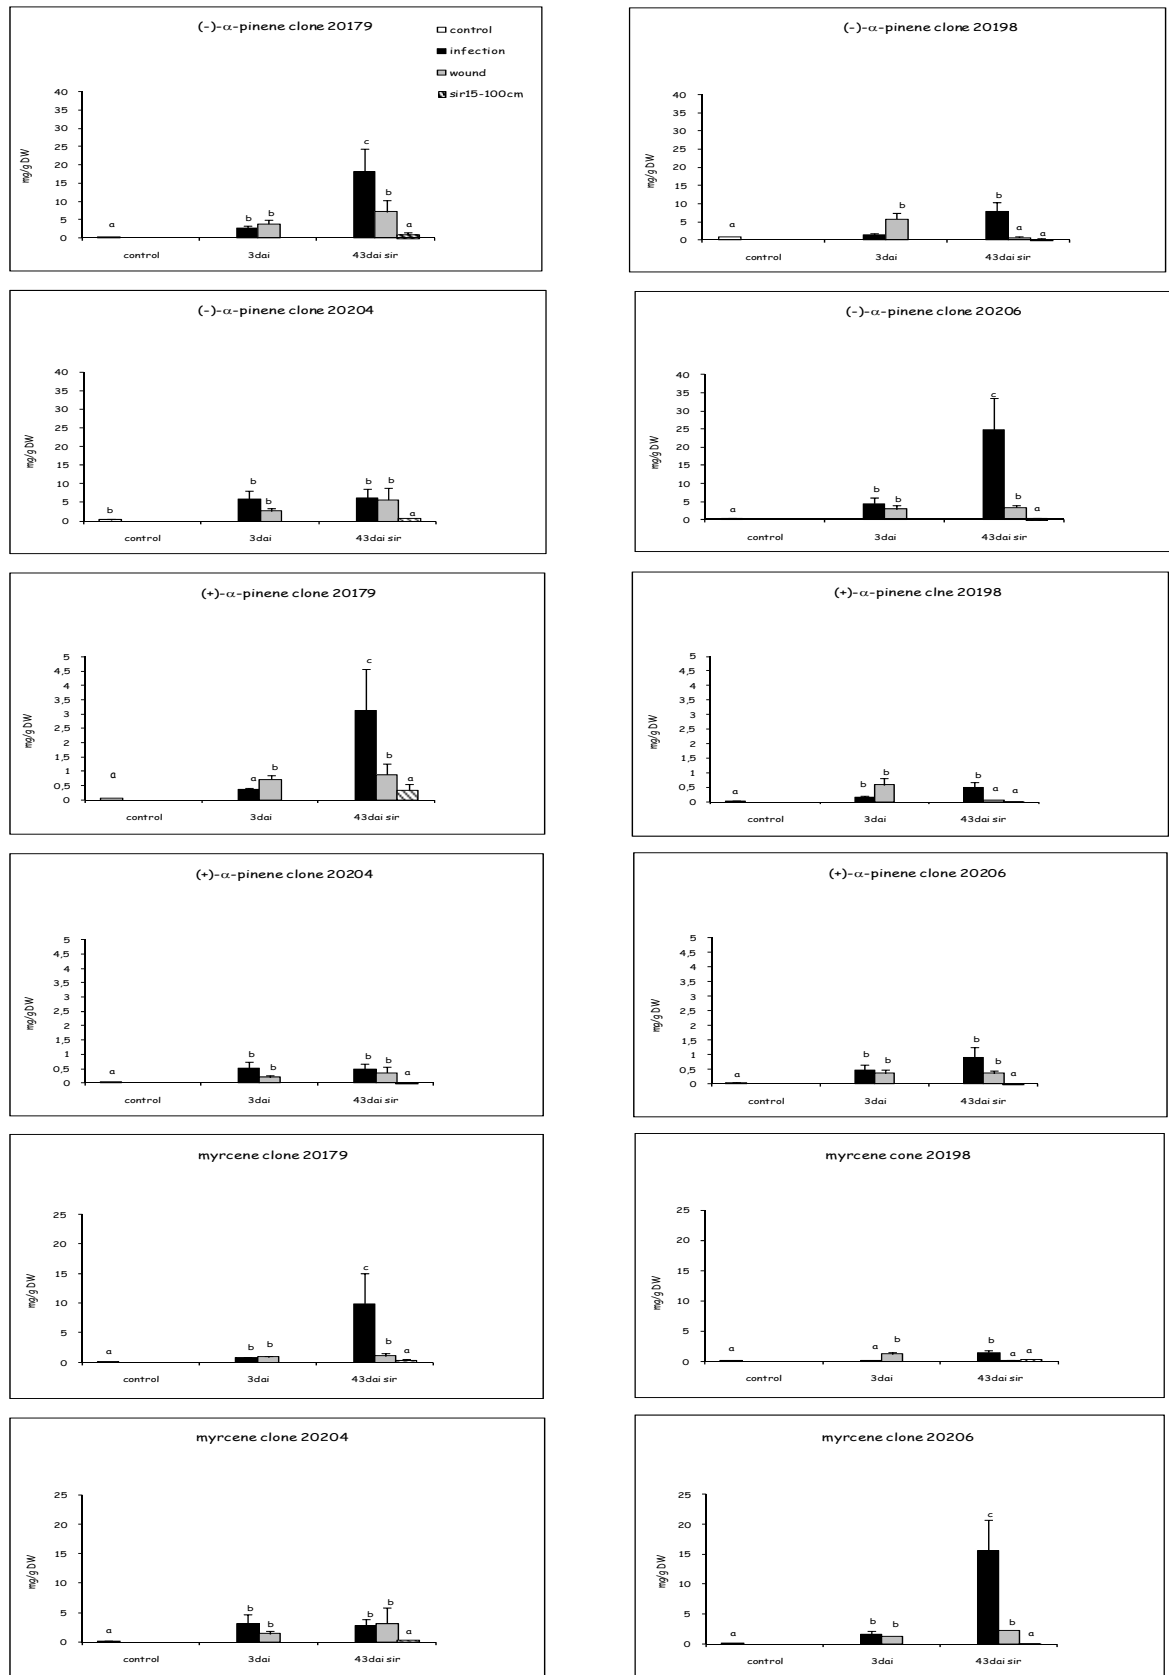 (-)-α-pinene clone 20179
control
infection
wound
sir15-100cm
mg/g DW
40
35
30
25
20
15
10
5
0
a
b b
c
b
a
control 3dai 43dai sir
(-)-α-pinene clone 20198
mg/g DW
40
35
30
25
20
15
10
5
0
a
b
b
a
a
control 3dai 43dai sir
(-)-α-pinene clone 20204
mg/g DW
40
35
30
25
20
15
10
5
0
b
b
b
b b
a
control 3dai 43dai sir
(-)-α-pinene clone 20206
mg/g DW
40
35
30
25
20
15
10
5
0
a
b
b
c
b
a
control 3dai 43dai sir
(+)-α-pinene clone 20179
mg/g DW
5
4,5
4
3,5
3
2,5
2
1,5
1
0,5
0
a
a
b
c
b
a
control 3dai 43dai sir
(+)-α-pinene clne 20198
mg/g DW
5
4,5
4
3,5
3
2,5
2
1,5
1
0,5
0
a
b
b
b
a a
control 3dai 43dai sir
(+)-α-pinene clone 20204
mg/g DW
5
4,5
4
3,5
3
2,5
2
1,5
1
0,5
0
a
b
b
b b
a
control 3dai 43dai sir
(+)-α-pinene clone 20206
mg/g DW
5
4,5
4
3,5
3
2,5
2
1,5
1
0,5
0
a
b
b
b
b
a
control 3dai 43dai sir
myrcene clone 20179
mg/g DW
25
20
15
10
5
0
a
b b
c
b
a
control 3dai 43dai sir
myrcene cone 20198
mg/g DW
25
20
15
10
5
0
a
a
b
b
a a
control 3dai 43dai sir
myrcene clone 20204
mg/g DW
25
20
15
10
5
0
a
b
b
b
b
a
control 3dai 43dai sir
myrcene clone 20206
mg/g DW
25
20
15
10
5
0
a
b b
c
b
a
control 3dai 43dai sir